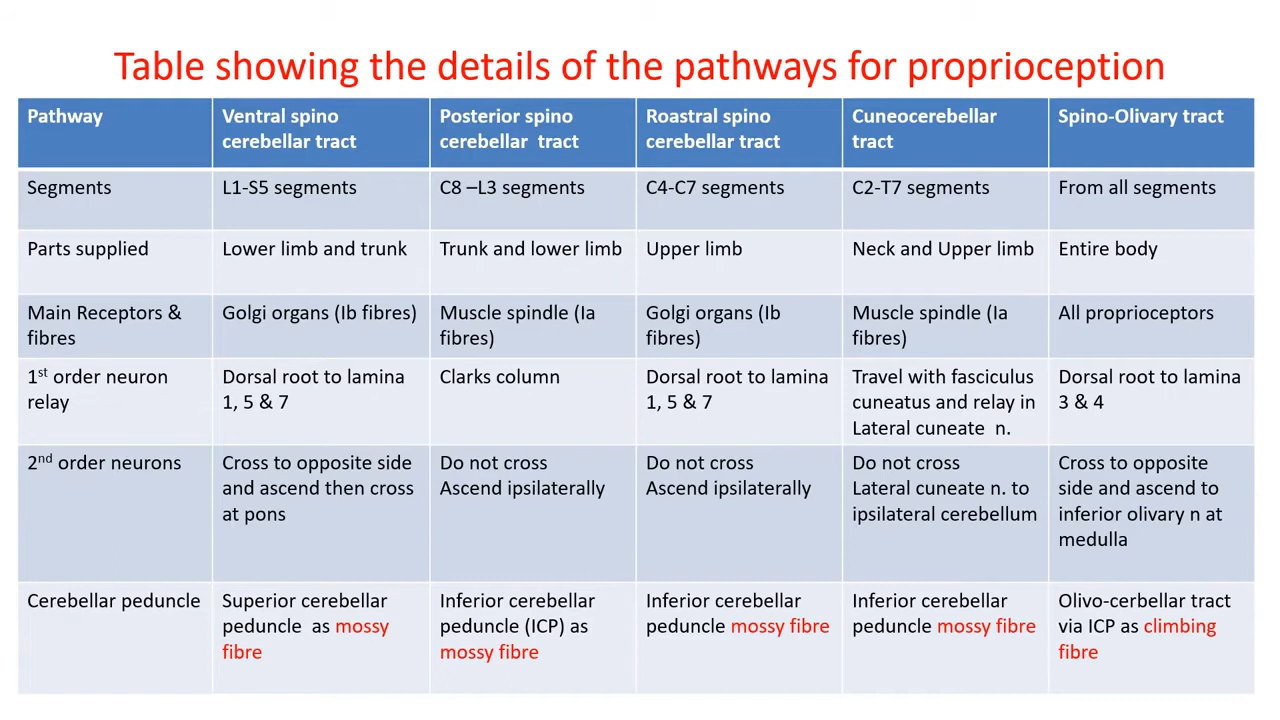 Table showing the details of the pathways for proprioception
Pathway
Ventral spino
cerebellar tract
Posterior spino
cerebellar tract
Roastral spino
cerebellar tract
Cuneocerebellar
tract
Spino-Olivary tract
Segments
L1-S5 segments
C8 –L3 segments
C4-C7 segments
C2-T7 segments
From all segments
Parts supplied
Lower limb and trunk
Trunk and lower limb
Upper limb
Neck and Upper limb
Entire body
Main Receptors &
fibres
Golgi organs (Ib fibres)
Muscle spindle (Ia
fibres)
Golgi organs (Ib
fibres)
Muscle spindle (Ia
fibres)
All proprioceptors
1st order neuron
relay
Dorsal root to lamina
1, 5 & 7
Clarks column
Dorsal root to lamina
1, 5 & 7
Travel with fasciculus
cuneatus and relay in
Lateral cuneate n.
Dorsal root to lamina
3 & 4
2nd order neurons
Cross to opposite side
and ascend then cross
at pons
Do not cross
Ascend ipsilaterally
Do not cross
Ascend ipsilaterally
Do not cross
Lateral cuneate n. to
ipsilateral cerebellum
Cross to opposite
side and ascend to
inferior olivary n at
medulla
Cerebellar peduncle
Superior cerebellar
peduncle as mossy
fibre
Inferior cerebellar
peduncle (ICP) as
mossy fibre
Inferior cerebellar
peduncle mossy fibre
Inferior cerebellar
peduncle mossy fibre
Olivo-cerbellar tract
via ICP as climbing
fibre